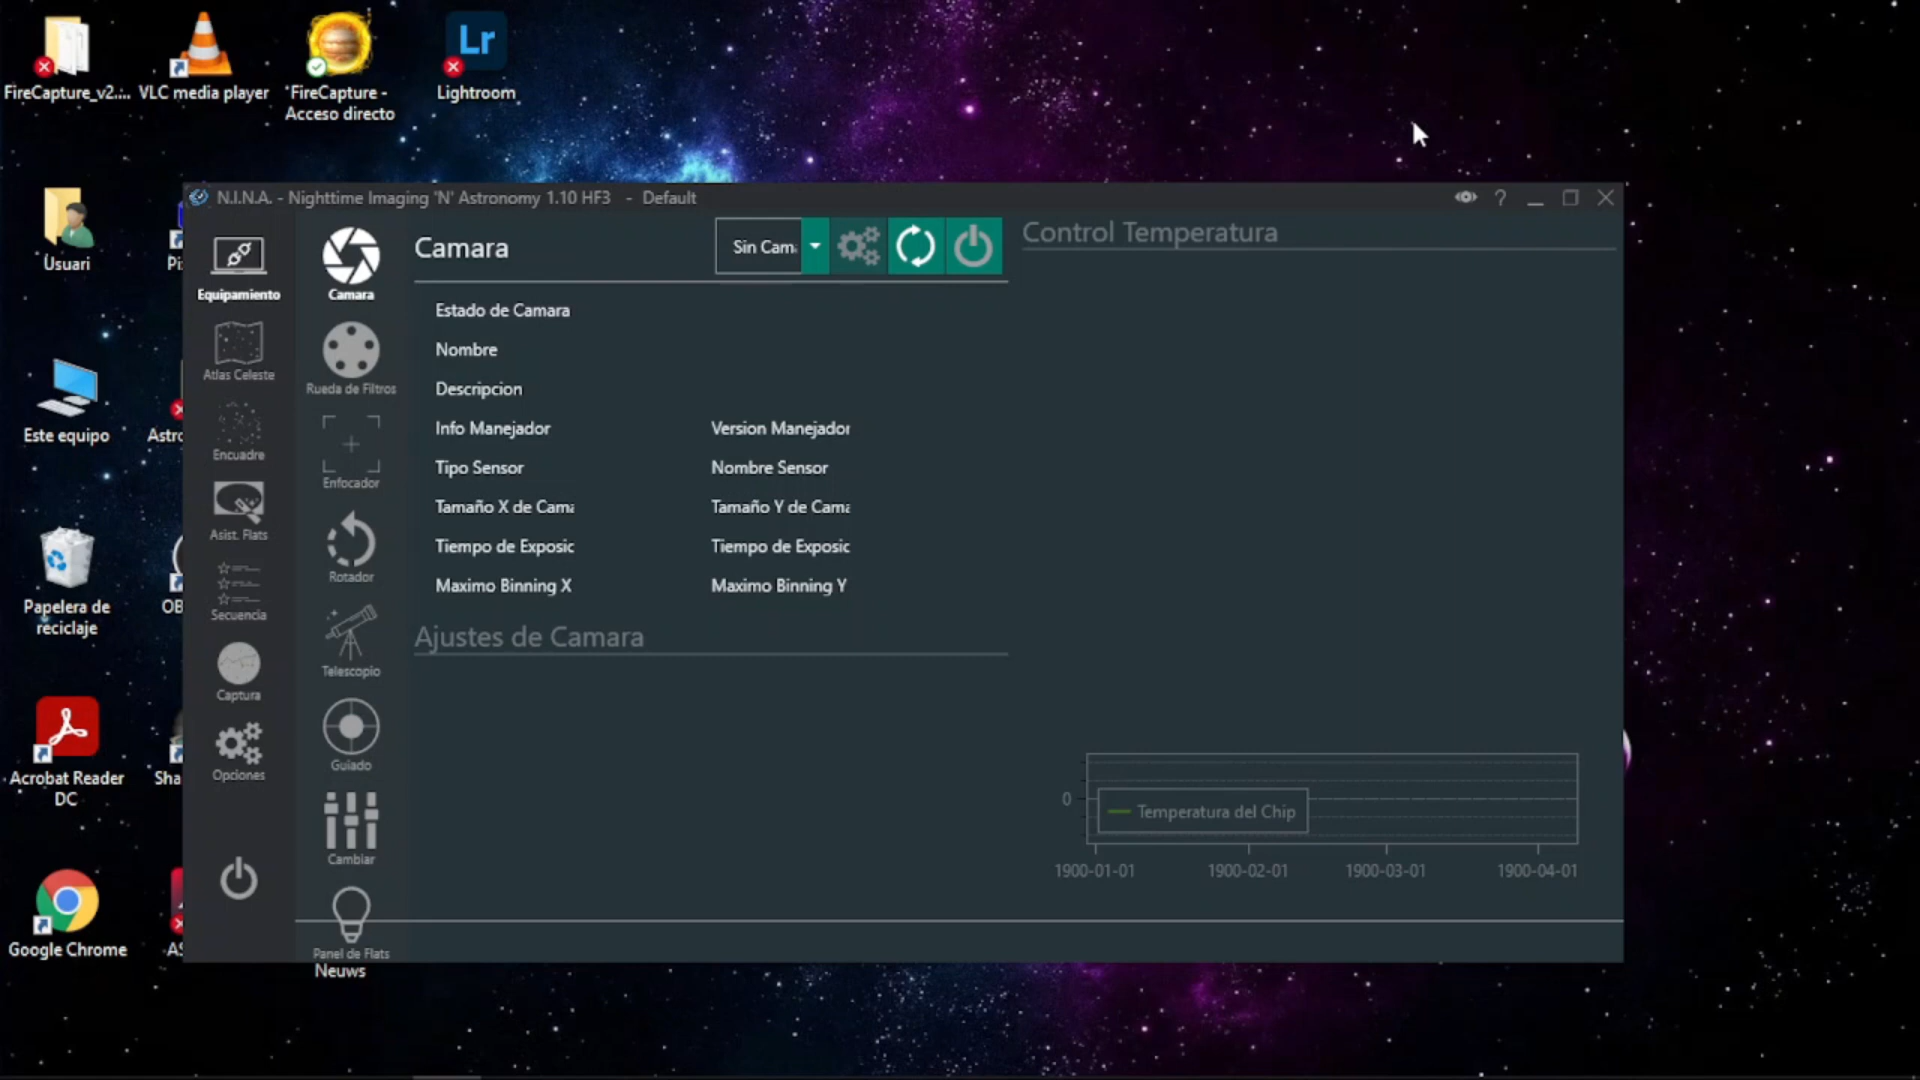 FireCapture_v2....
VLC media player
FireCapture -
Acceso directo
Lr
Lightroom
Usuari
Este equipo
Papelera de
reciclaje
Acrobat Reader
DC
Google Chrome
Astro
OB
Sha
Neuws
N.I.N.A. - Nighttime Imaging 'N' Astronomy 1.10 HF3 - Default
?
Equipamiento
Atlas Celeste
Encuadre
Asist. Flats
Secuencia
Captura
Opciones
Camara
Rueda de Filtros
Enfocador
Rotador
Telescopio
Guiado
Cambiar
Panel de Flats
Camara
Sin Cam
Estado de Camara
Nombre
Descripcion
Info Manejador
Version Manejador
Tipo Sensor
Nombre Sensor
Tamaño X de Cama
Tamaño Y de Cama
Tiempo de Exposic
Tiempo de Exposic
Maximo Binning X
Maximo Binning Y
Ajustes de Camara
Control Temperatura
0
Temperatura del Chip
1900-01-01
1900-02-01
1900-03-01
1900-04-01